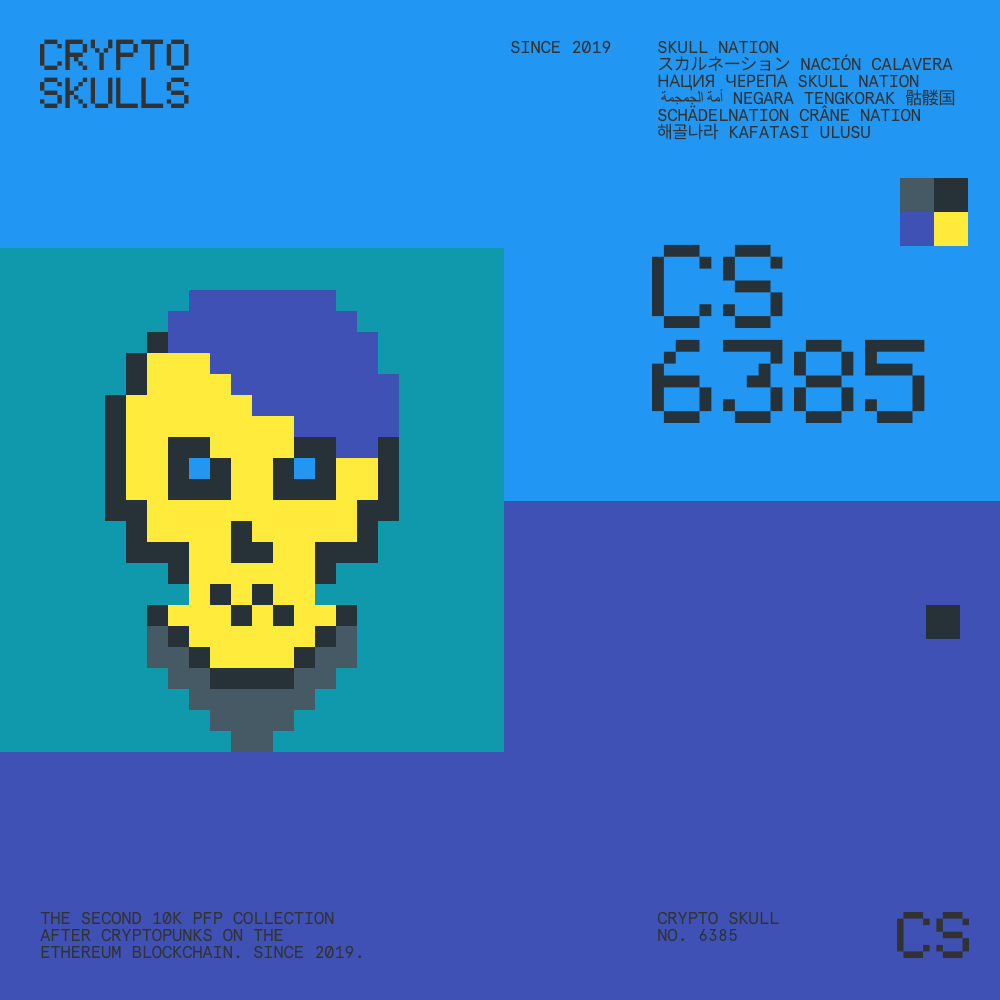 CRYPTO
SKULLS
SINCE 2019
SKULL NATION
スカルネーション NACIÓN CALAVERA
НАЦИЯ ЧЕРЕПА SKULL NATION
أمة الجمجمة NEGARA TENGKORAK 骷髅国
SCHÄDELNATION CRÂNE NATION
해골나라 KAFATASI ULUSU
CS
6385
THE SECOND 10K PFP COLLECTION
AFTER CRYPTOPUNKS ON THE
ETHEREUM BLOCKCHAIN. SINCE 2019.
CRYPTO SKULL
NO. 6385
CS